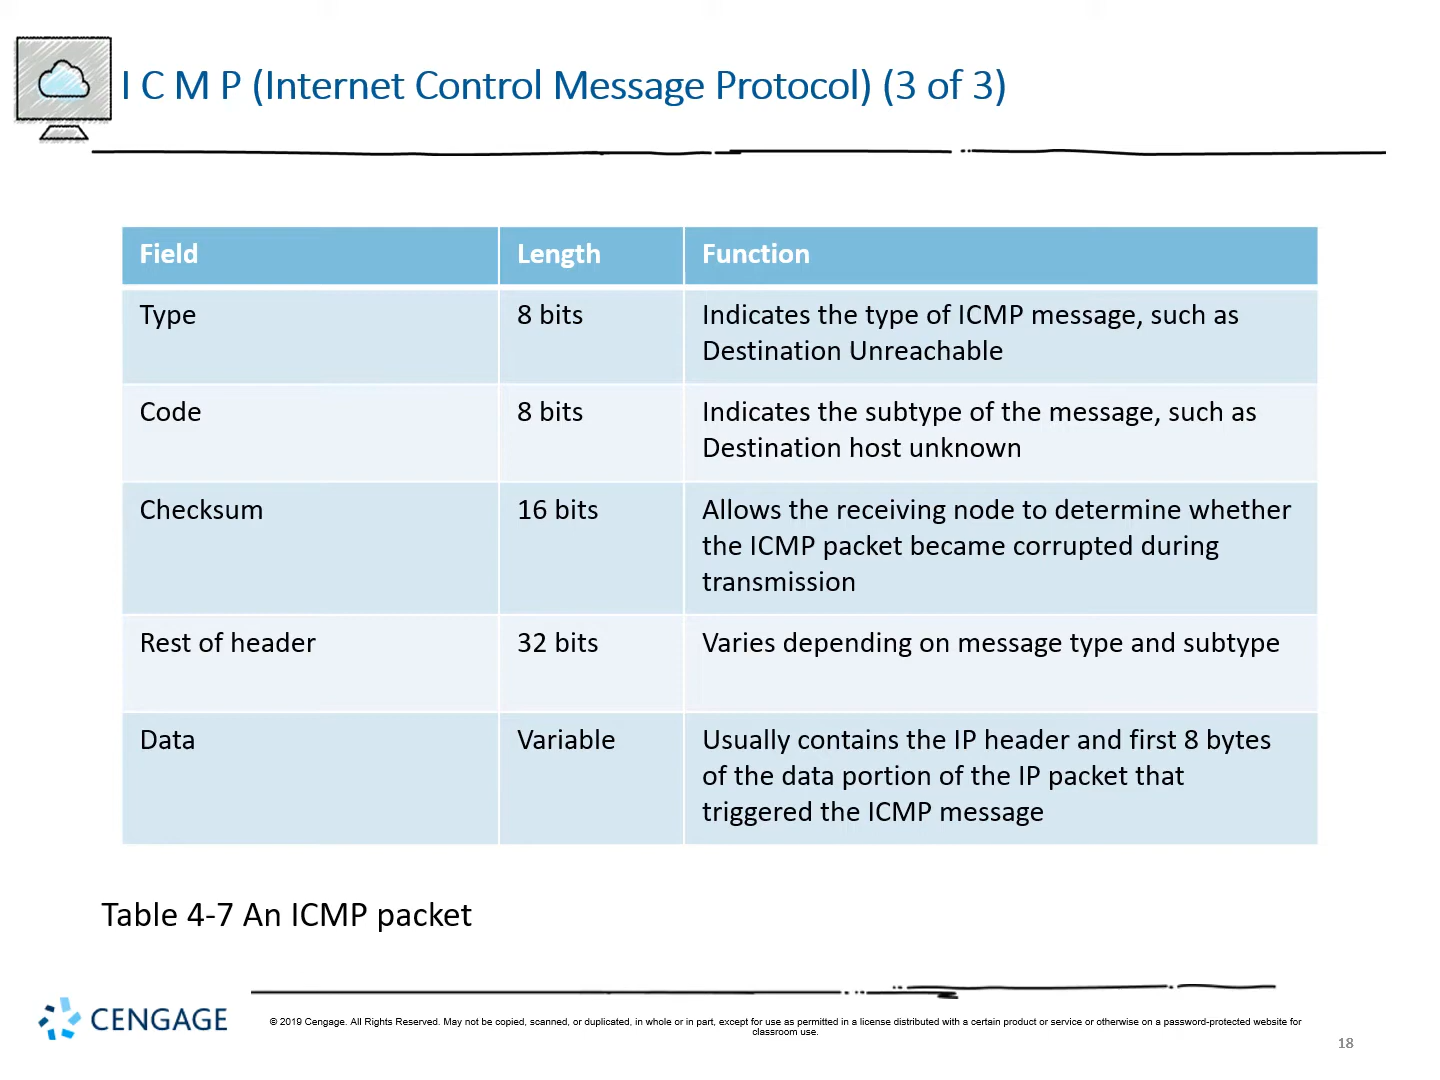 I C M P (Internet Control Message Protocol) (3 of 3)
Field Length Function
Type 8 bits Indicates the type of ICMP message, such as
Destination Unreachable
Code 8 bits Indicates the subtype of the message, such as
Destination host unknown
Checksum 16 bits Allows the receiving node to determine whether
the ICMP packet became corrupted during
transmission
Rest of header 32 bits Varies depending on message type and subtype
Data Variable Usually contains the IP header and first 8 bytes
of the data portion of the IP packet that
triggered the ICMP message
Table 4-7 An ICMP packet
CENGAGE
© 2019 Cengage. All Rights Reserved. May not be copied, scanned, or duplicated, in whole or in part, except for use as permitted in a license distributed with a certain product or service or otherwise on a password-protected website for
classroom use.
18